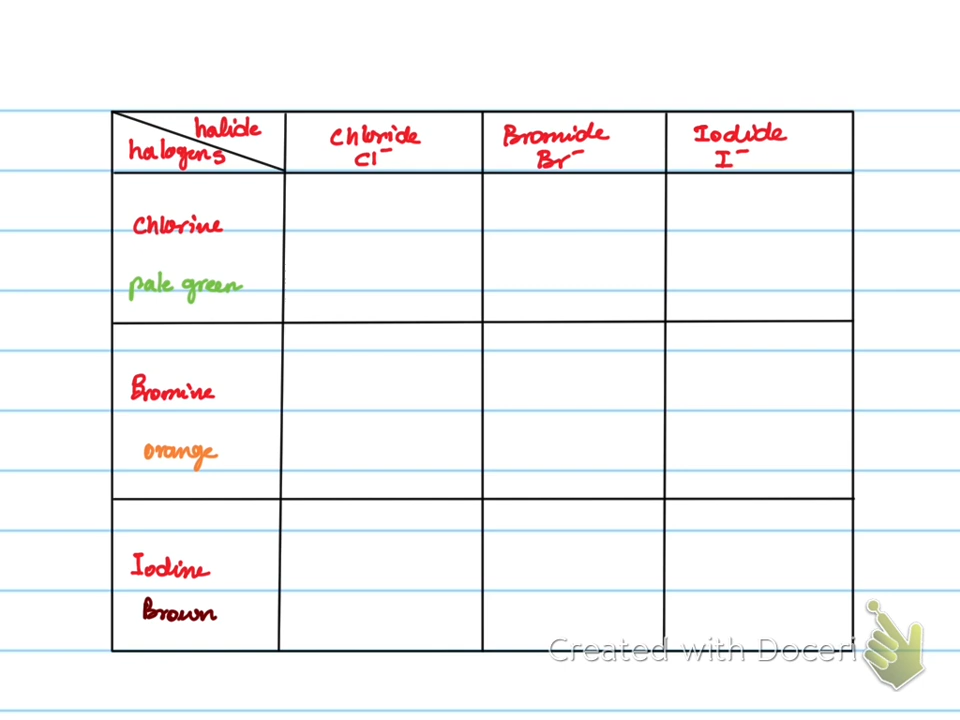 halide
halogens
Chloride
Cl⁻
Bromide
Br⁻
Iodide
I⁻
Chlorine
pale green
Bromine
orange
Iodine
Brown
Created with Doceri